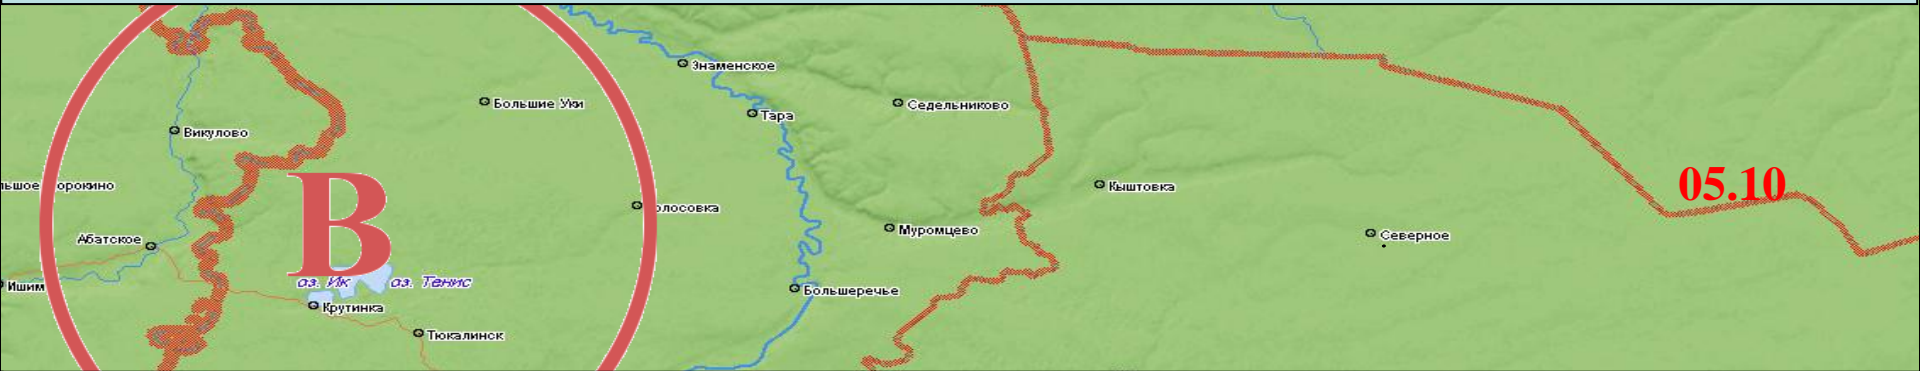 Знаменское
Большие Уки
Седельниково
Тара
Викулово
05.10
Кыштовка
В
олосовка
Муромцево
Северное
Абатское
оз. Ик
оз. Тенис
Ишим
Большеречье
Крутинка
Тюкалинск